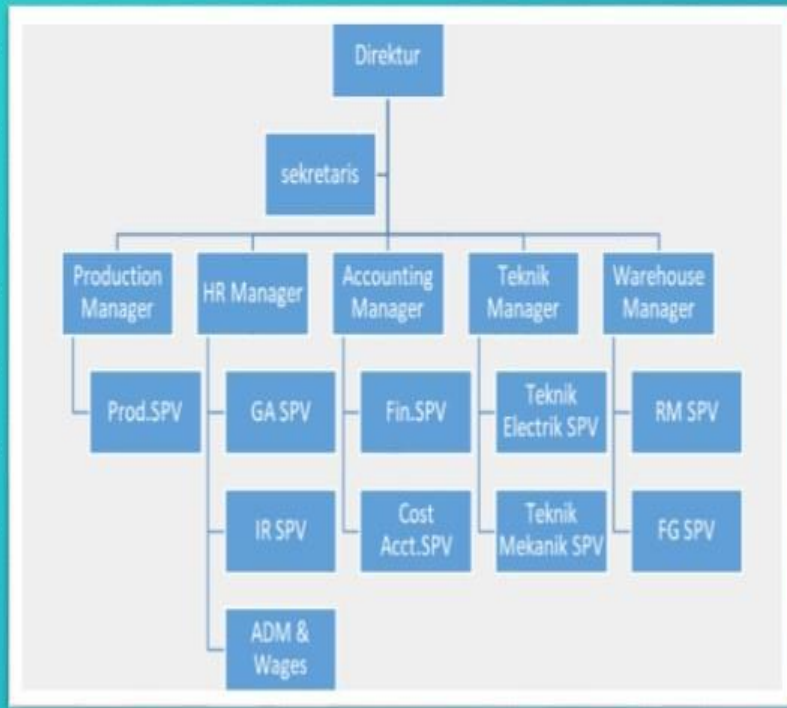 Direktur
sekretaris
Production
Manager
HR Manager
Accounting
Manager
Teknik
Manager
Warehouse
Manager
Prod.SPV
GA SPV
Fin.SPV
Teknik
Electrik SPV
RM SPV
IR SPV
Cost
Acct.SPV
Teknik
Mekanik SPV
FG SPV
ADM &
Wages